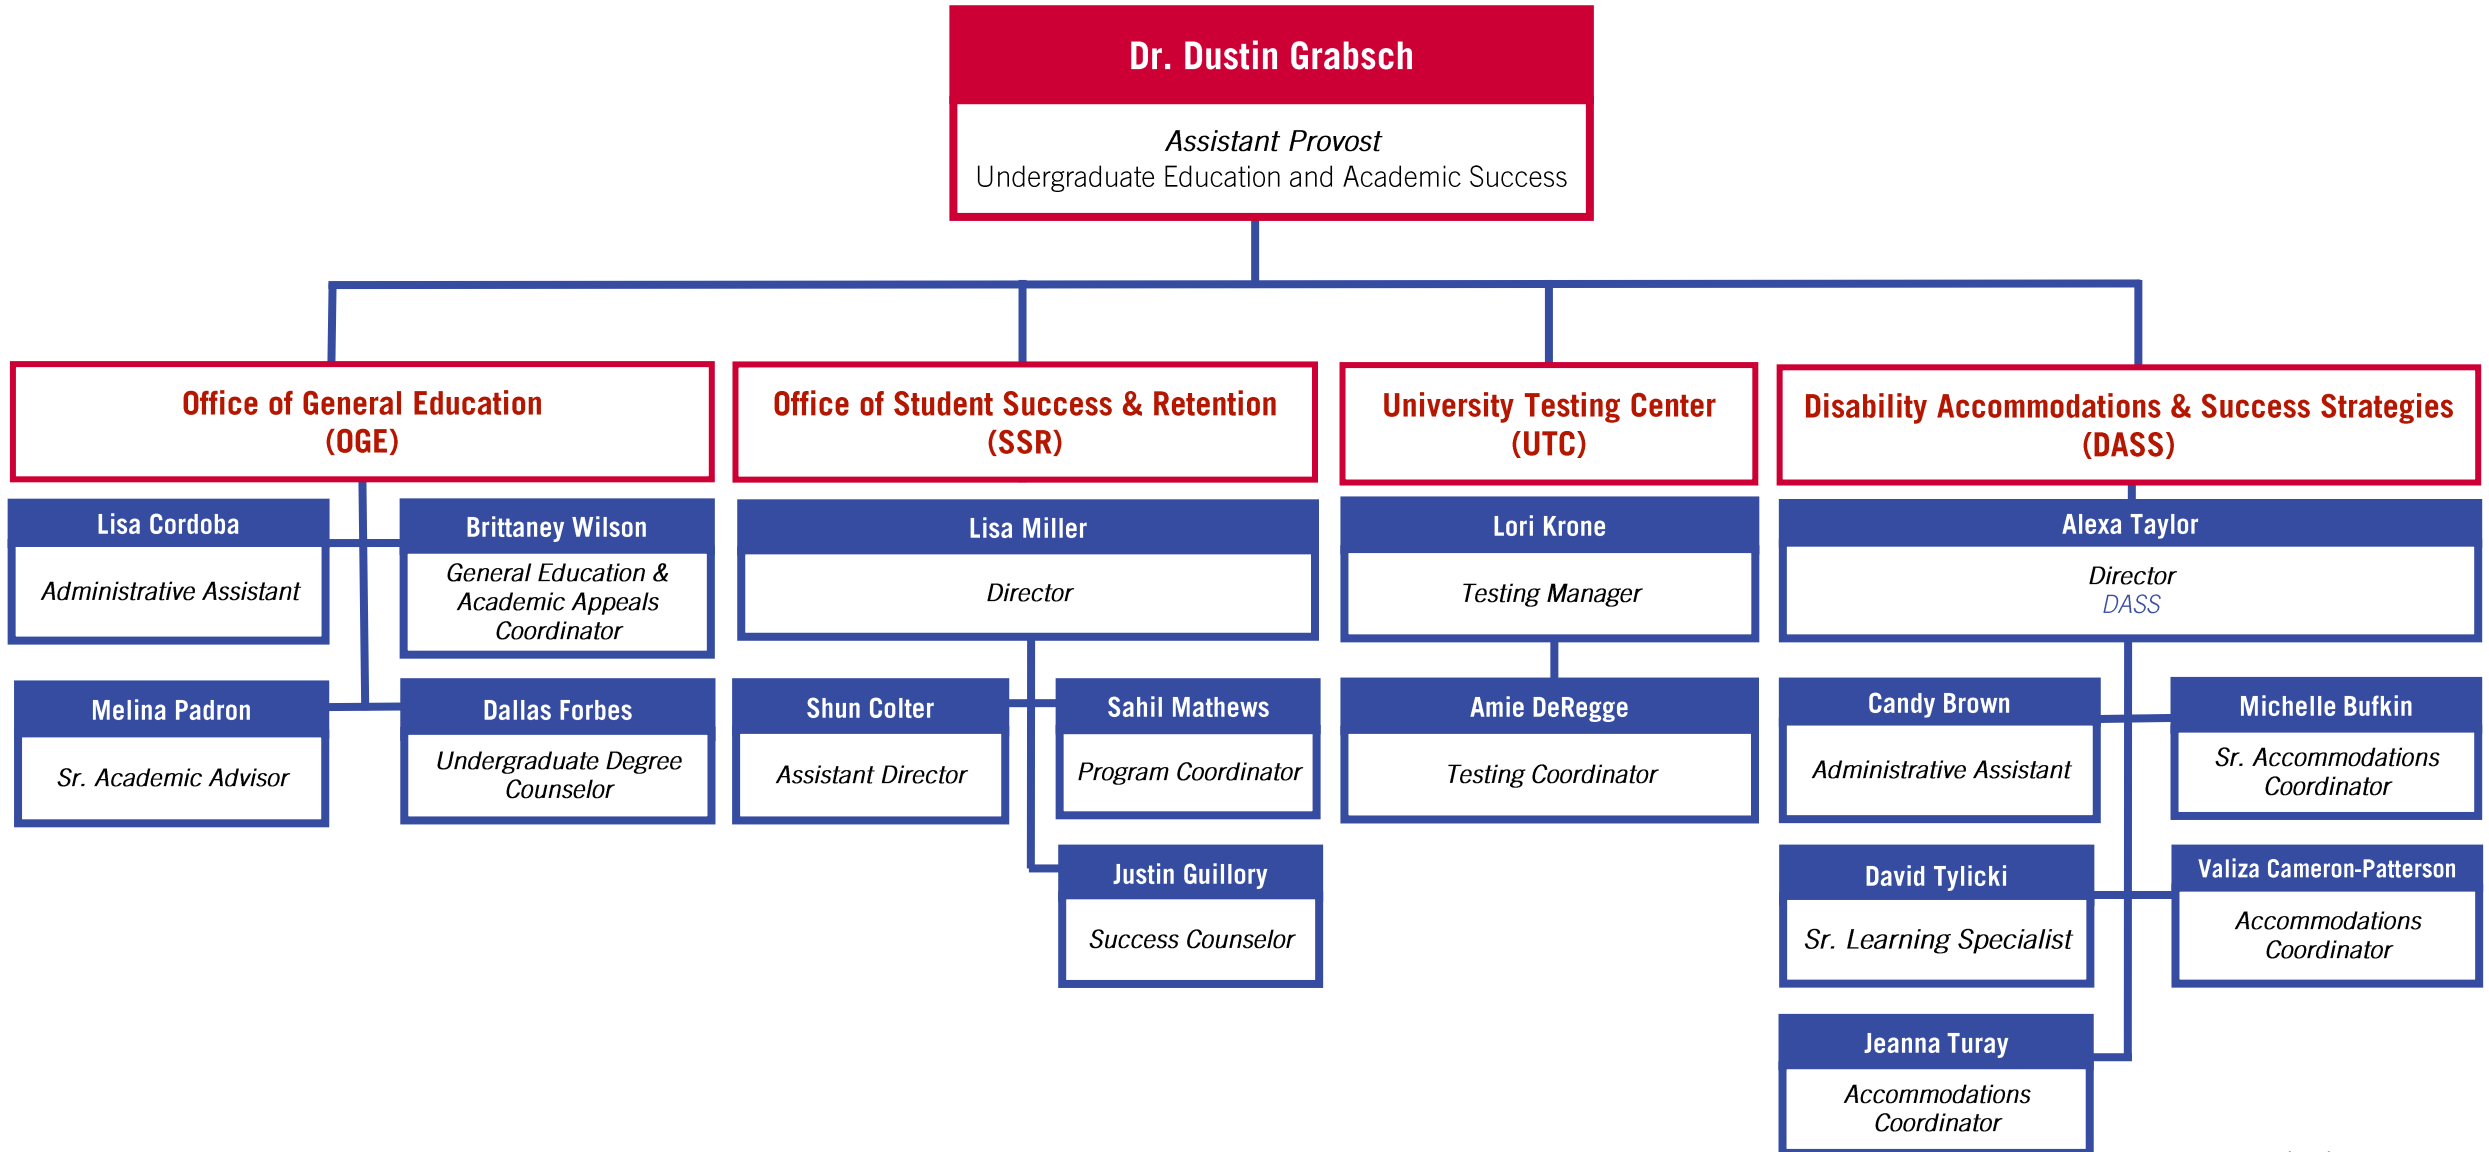 Dr. Dustin Grabsch
Assistant Provost
Undergraduate Education and Academic Success
Office of General Education
(OGE)
Lisa Cordoba
Administrative Assistant
Brittaney Wilson
General Education &
Academic Appeals
Coordinator
Melina Padron
Sr. Academic Advisor
Dallas Forbes
Undergraduate Degree
Counselor
Office of Student Success & Retention
(SSR)
Lisa Miller
Director
Shun Colter
Assistant Director
Sahil Mathews
Program Coordinator
Justin Guillory
Success Counselor
University Testing Center
(UTC)
Lori Krone
Testing Manager
Amie DeRegge
Testing Coordinator
Disability Accommodations & Success Strategies
(DASS)
Alexa Taylor
Director
DASS
Candy Brown
Administrative Assistant
Michelle Bufkin
Sr. Accommodations
Coordinator
David Tylicki
Sr. Learning Specialist
Valiza Cameron-Patterson
Accommodations
Coordinator
Jeanna Turay
Accommodations
Coordinator